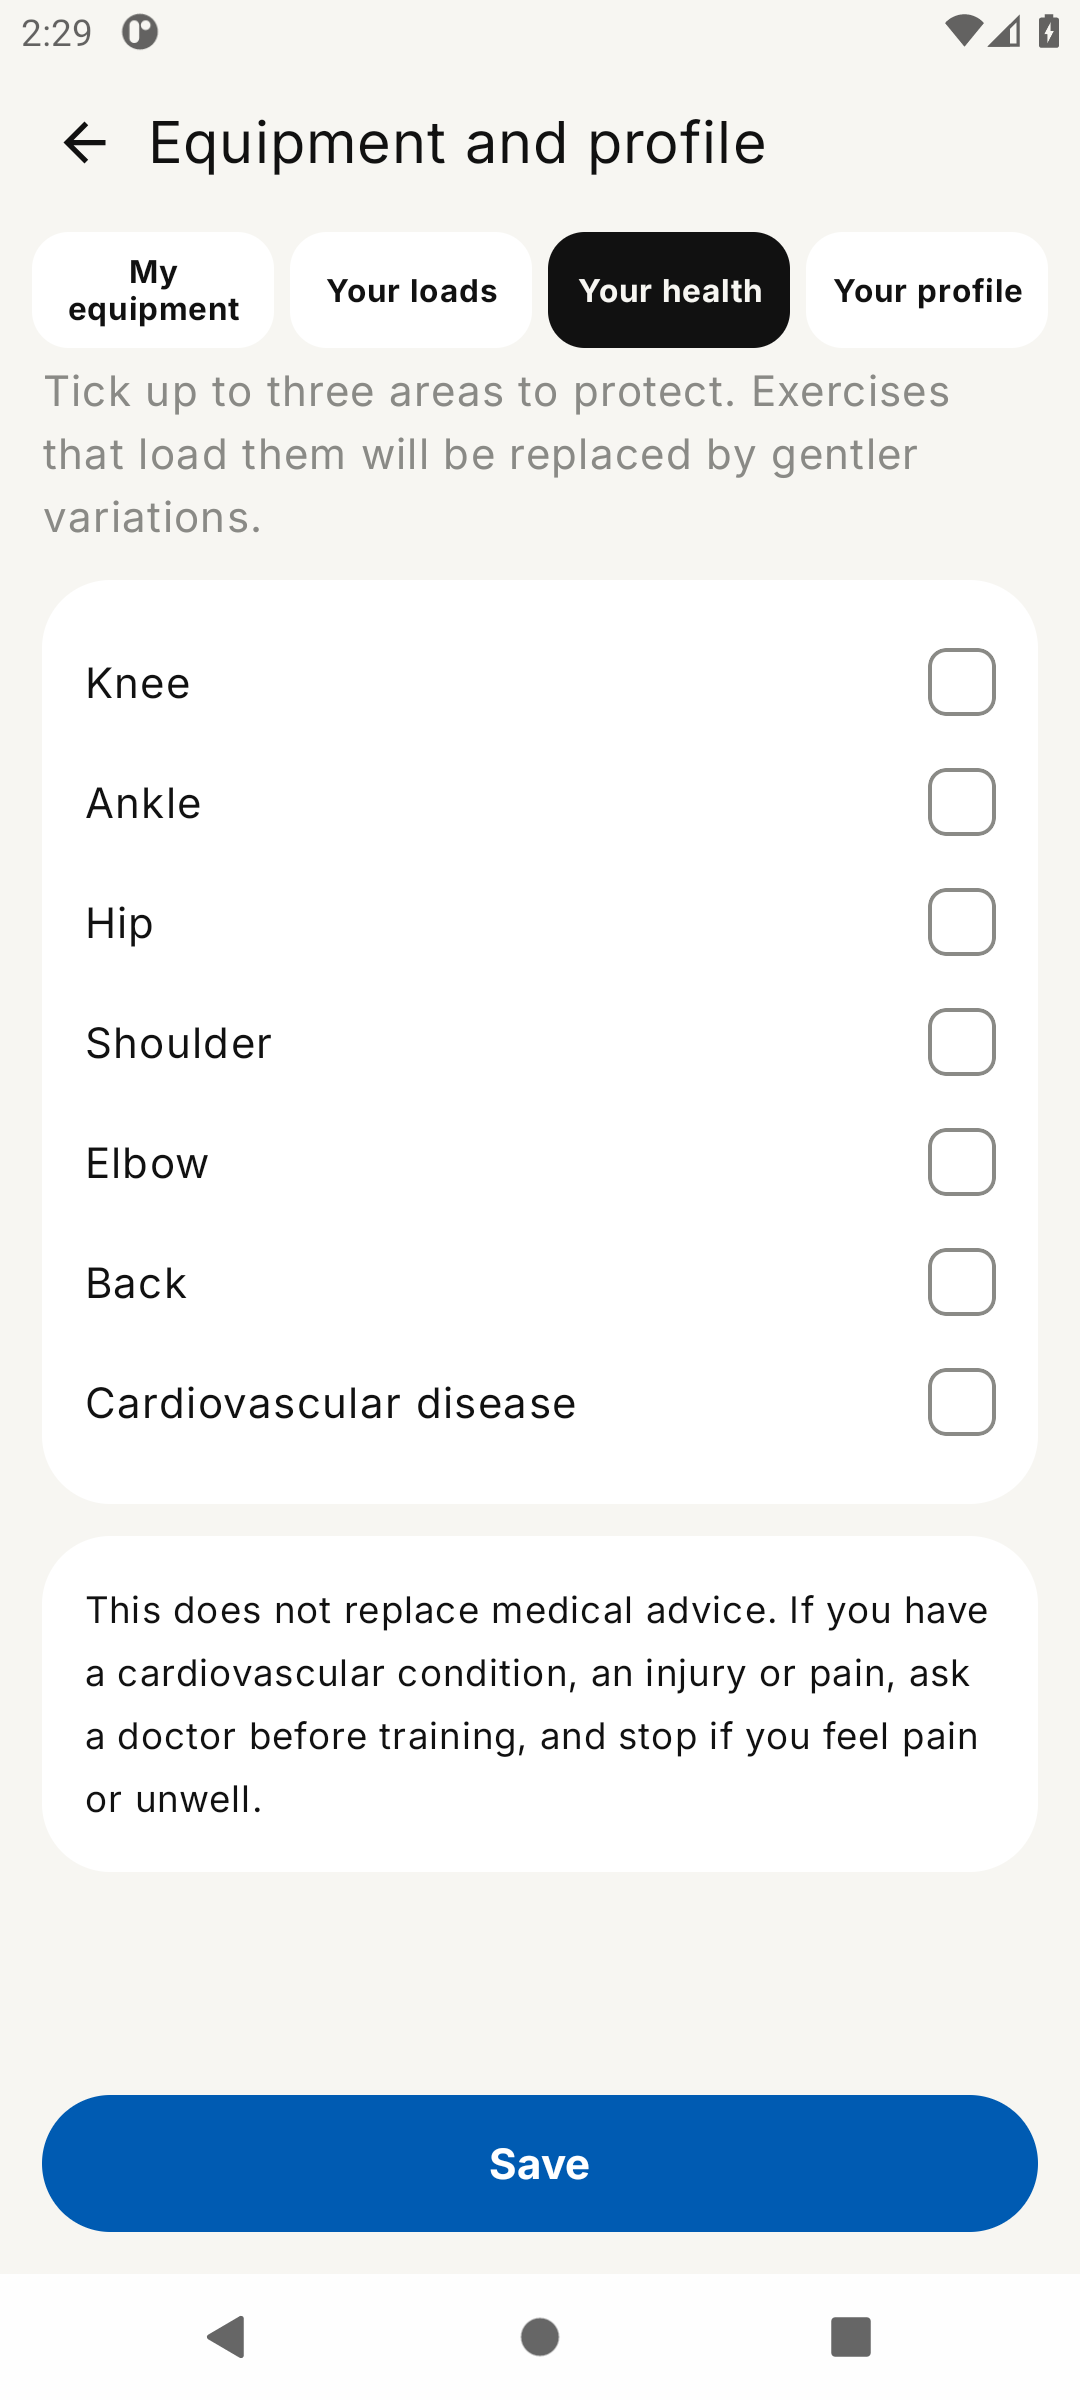 2:29
Equipment and profile
My
equipment
Your loads
Your health
Your profile
Tick up to three areas to protect. Exercises
that load them will be replaced by gentler
variations.
Knee
Ankle
Hip
Shoulder
Elbow
Back
Cardiovascular disease
This does not replace medical advice. If you have
a cardiovascular condition, an injury or pain, ask
a doctor before training, and stop if you feel pain
or unwell.
Save